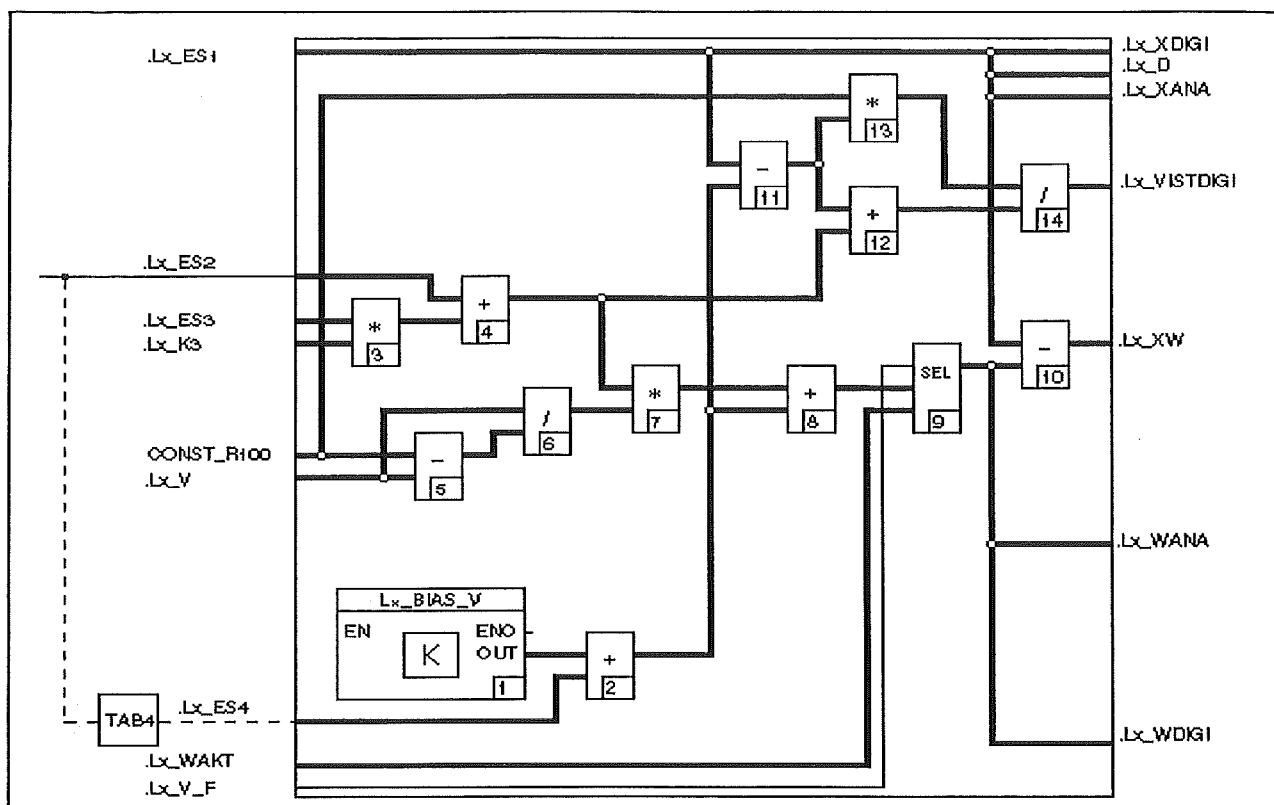 .Lx_ES1
.Lx_XDIGI
.Lx_D
.Lx_XANA
*
13
-
11
.Lx_VISTDIGI
/
14
+
12
.Lx_ES2
+
4
.Lx_ES3
.Lx_K3
*
3
.Lx_XW
-
10
SEL
9
*
7
+
8
/
6
CONST_R100
.Lx_V
-
5
.Lx_WANA
Lx_BIAS_V
EN
ENO
K
OUT
1
+
2
TAB4
.Lx_ES4
.Lx_WDIGI
.Lx_WAKT
.Lx_V_F